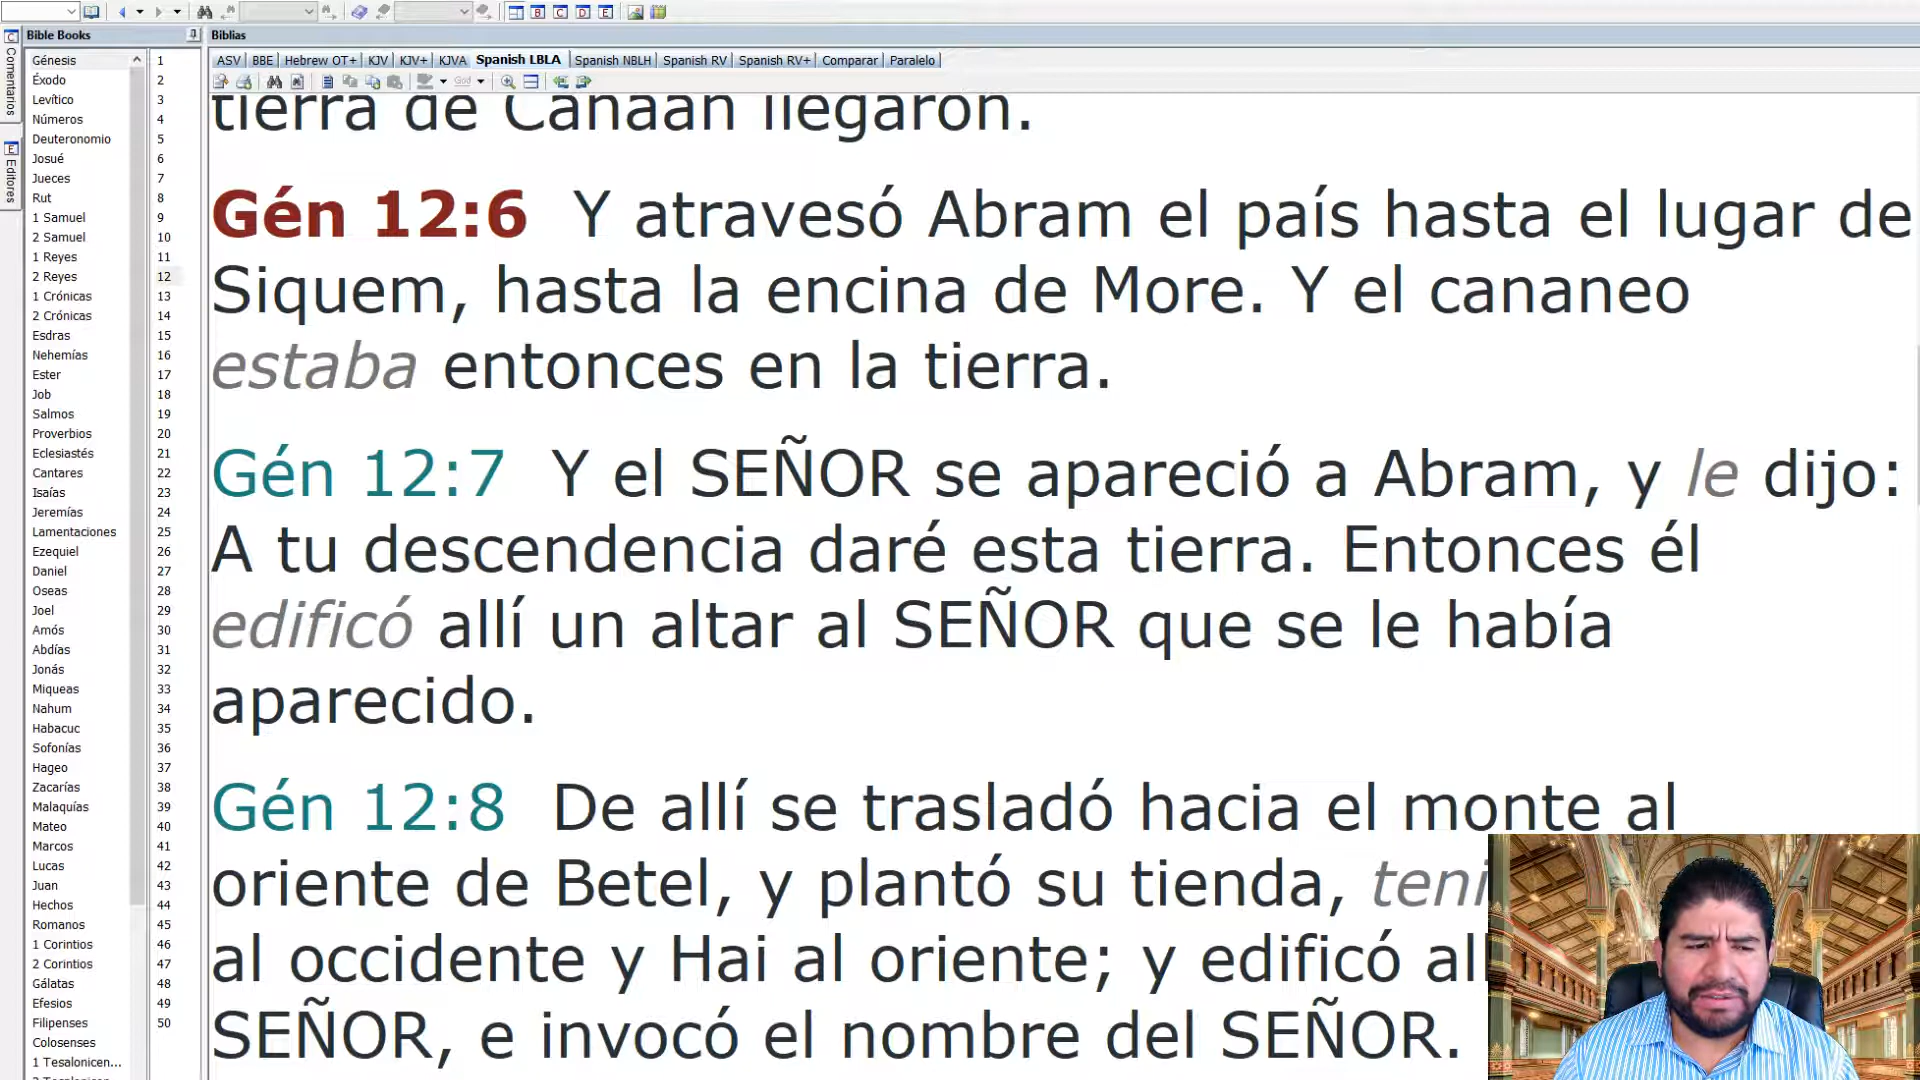 Bible Books
Biblias
Comentarios
Editores
ASV BBE Hebrew OT+ KJV KJV+ KJVA Spanish LBLA Spanish NBLH Spanish RV Spanish RV+ Comparar Paralelo
Génesis 1
Éxodo 2
Levítico 3
Números 4
Deuteronomio 5
Josué 6
Jueces 7
Rut 8
1 Samuel 9
2 Samuel 10
1 Reyes 11
2 Reyes 12
1 Crónicas 13
2 Crónicas 14
Esdras 15
Nehemías 16
Ester 17
Job 18
Salmos 19
Proverbios 20
Eclesiastés 21
Cantares 22
Isaías 23
Jeremías 24
Lamentaciones 25
Ezequiel 26
Daniel 27
Oseas 28
Joel 29
Amós 30
Abdías 31
Jonás 32
Miqueas 33
Nahum 34
Habacuc 35
Sofonías 36
Hageo 37
Zacarías 38
Malaquías 39
Mateo 40
Marcos 41
Lucas 42
Juan 43
Hechos 44
Romanos 45
1 Corintios 46
2 Corintios 47
Gálatas 48
Efesios 49
Filipenses 50
Colosenses
1 Tesalonicen...
tierra de Canaán llegaron.
Gén 12:6 Y atravesó Abram el país hasta el lugar de
Siquem, hasta la encina de More. Y el cananeo
estaba entonces en la tierra.
Gén 12:7 Y el SEÑOR se apareció a Abram, y le dijo:
A tu descendencia daré esta tierra. Entonces él
edificó allí un altar al SEÑOR que se le había
aparecido.
Gén 12:8 De allí se trasladó hacia el monte al
oriente de Betel, y plantó su tienda, teni
al occidente y Hai al oriente; y edificó all
SEÑOR, e invocó el nombre del SEÑOR.